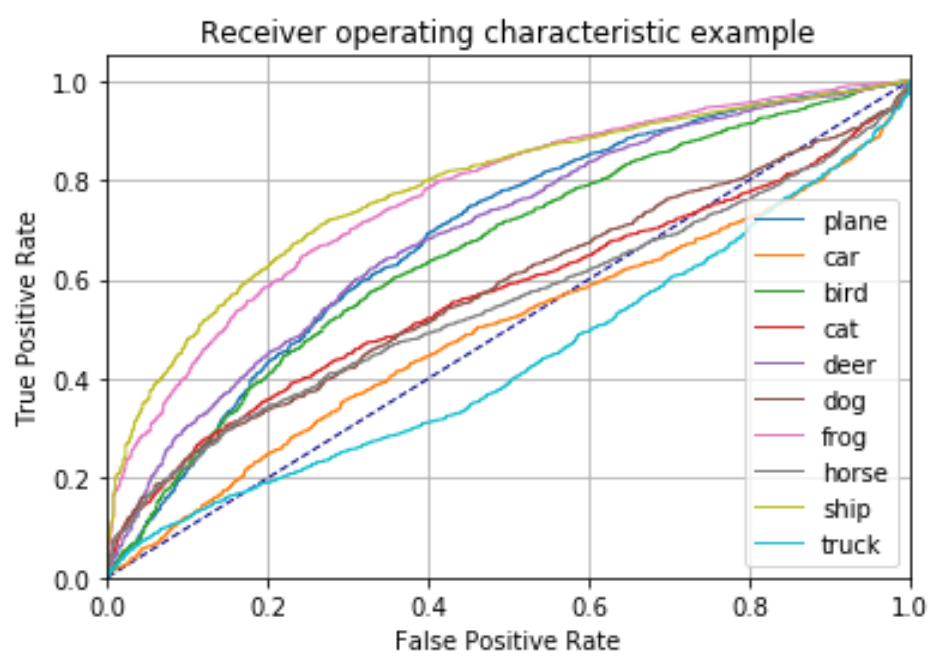 Receiver operating characteristic example
True Positive Rate
1.0
0.8
0.6
0.4
0.2
0.0
plane
car
bird
cat
deer
dog
frog
horse
ship
truck
0.0 0.2 0.4 0.6 0.8 1.0
False Positive Rate